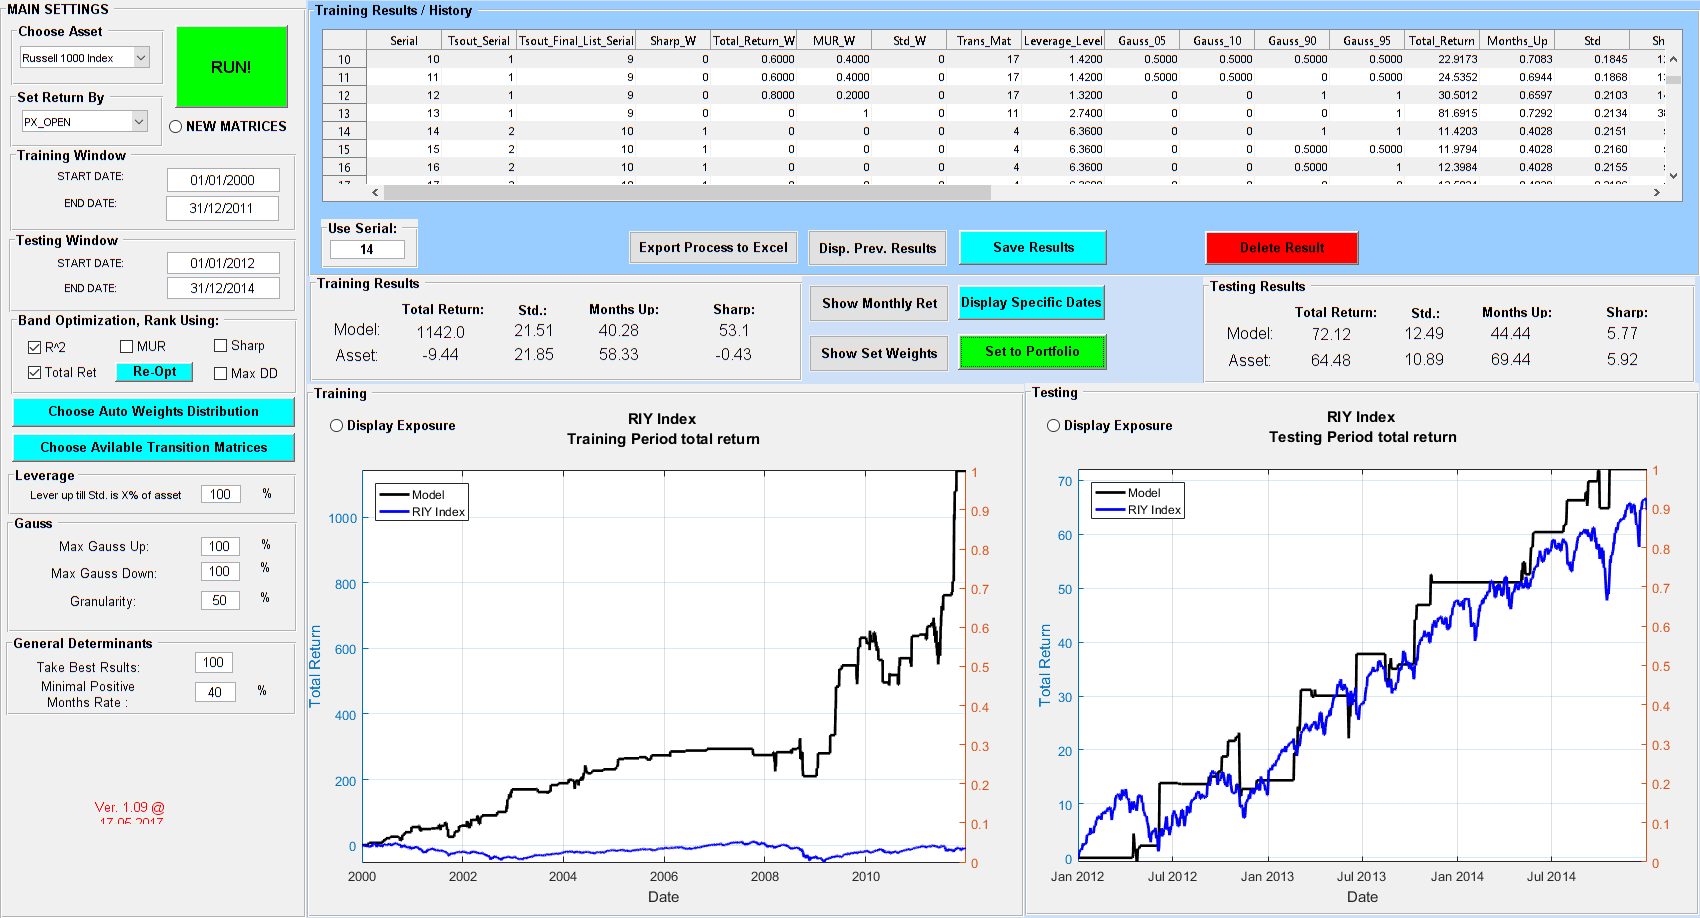 MAIN SETTINGS
Choose Asset
Russell 1000 Index
RUN!
Set Return By
PX_OPEN
NEW MATRICES
Training Window
START DATE: 01/01/2000
END DATE: 31/12/2011
Testing Window
START DATE: 01/01/2012
END DATE: 31/12/2014
Band Optimization, Rank Using:
R^2 MUR Sharp
Total Ret Re-Opt Max DD
Choose Auto Weights Distribution
Choose Avilable Transition Matrices
Leverage
Lever up till Std. is X% of asset 100 %
Gauss
Max Gauss Up: 100 %
Max Gauss Down: 100 %
Granularity: 50 %
General Determinants
Take Best Rsults: 100
Minimal Positive
Months Rate : 40 %
Ver. 1.09 @
17.05.2017
Training Results / History
Serial Tsout_Serial Tsout_Final_List_Serial Sharp_W Total_Return_W MUR_W Std_W Trans_Mat Leverage_Level Gauss_05 Gauss_10 Gauss_90 Gauss_95 Total_Return Months_Up Std Sh
10 10 1 9 0 0.6000 0.4000 0 17 1.4200 0.5000 0.5000 0.5000 0.5000 22.9173 0.7083 0.1845
11 11 1 9 0 0.6000 0.4000 0 17 1.4200 0.5000 0.5000 0 0.5000 24.5352 0.6944 0.1868
12 12 1 9 0 0.8000 0.2000 0 17 1.3200 0 0 1 1 30.5012 0.6597 0.2103
13 13 1 9 0 0 1 0 11 2.7400 0 0 0 1 81.6915 0.7292 0.2134
14 14 2 10 1 0 0 0 4 6.3600 0 0 1 1 11.4203 0.4028 0.2151
15 15 2 10 1 0 0 0 4 6.3600 0 0 0.5000 0.5000 11.9794 0.4028 0.2160
16 16 2 10 1 0 0 0 4 6.3600 0 0 0.5000 1 12.3984 0.4028 0.2155
Use Serial:
14
Export Process to Excel
Disp. Prev. Results
Save Results
Delete Result
Training Results
Total Return: Std.: Months Up: Sharp:
Model: 1142.0 21.51 40.28 53.1
Asset: -9.44 21.85 58.33 -0.43
Show Monthly Ret
Display Specific Dates
Show Set Weights
Set to Portfolio
Testing Results
Total Return: Std.: Months Up: Sharp:
Model: 72.12 12.49 44.44 5.77
Asset: 64.48 10.89 69.44 5.92
Training
Display Exposure
RIY Index
Training Period total return
Model
RIY Index
Total Return
1000
800
600
400
200
0
1
0.9
0.8
0.7
0.6
0.5
0.4
0.3
0.2
0.1
0
2000 2002 2004 2006 2008 2010
Date
Testing
Display Exposure
RIY Index
Testing Period total return
Model
RIY Index
Total Return
70
60
50
40
30
20
10
0
1
0.9
0.8
0.7
0.6
0.5
0.4
0.3
0.2
0.1
0
Jan 2012 Jul 2012 Jan 2013 Jul 2013 Jan 2014 Jul 2014
Date